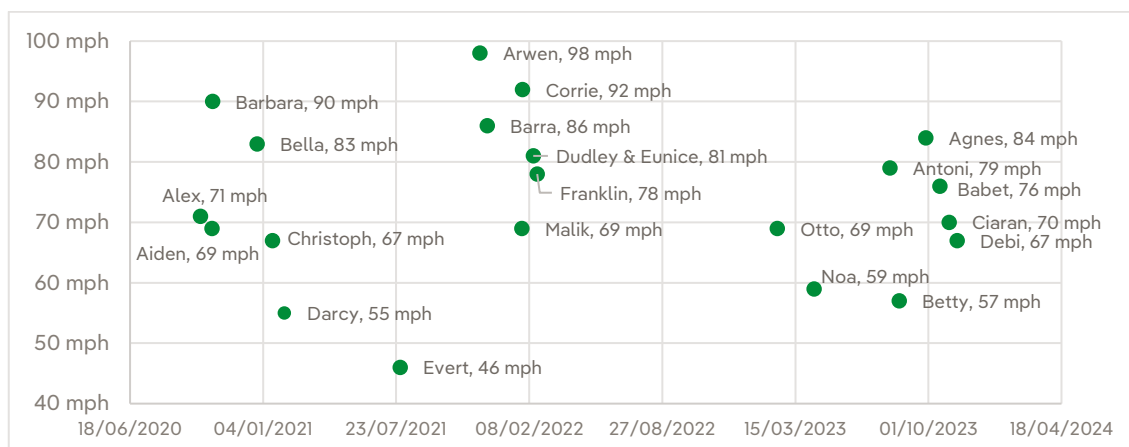 100 mph
Arwen, 98 mph
Corrie, 92 mph
90 mph
Barbara, 90 mph
Barra, 86 mph
Bella, 83 mph
Agnes, 84 mph
80 mph
Dudley & Eunice, 81 mph
Antoni, 79 mph
Franklin, 78 mph
Babet, 76 mph
Alex, 71 mph
70 mph
Malik, 69 mph
Otto, 69 mph
Ciaran, 70 mph
Christoph, 67 mph
Debi, 67 mph
Aiden, 69 mph
60 mph
Noa, 59 mph
Betty, 57 mph
Darcy, 55 mph
50 mph
Evert, 46 mph
40 mph
18/06/2020 04/01/2021 23/07/2021 08/02/2022 27/08/2022 15/03/2023 01/10/2023 18/04/2024